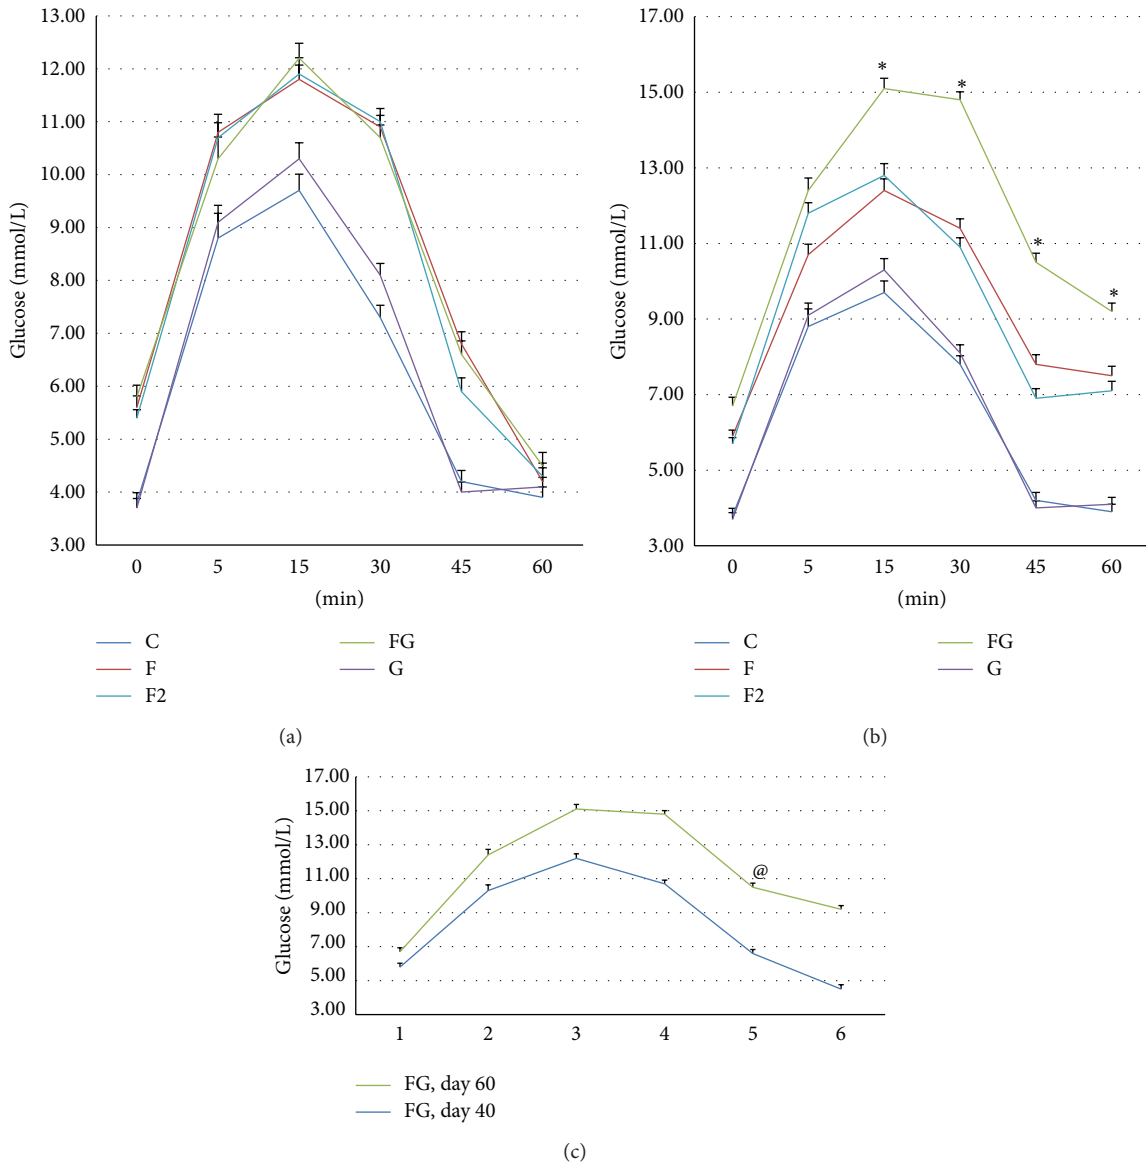 13.00
12.00
11.00
10.00
9.00
8.00
7.00
6.00
5.00
4.00
3.00
Glucose (mmol/L)
0 5 15 30 45 60
(min)
C FG
F G
F2
(a)
17.00
15.00
13.00
11.00
9.00
7.00
5.00
3.00
Glucose (mmol/L)
* * * *
0 5 15 30 45 60
(min)
C FG
F G
F2
(b)
17.00
15.00
13.00
11.00
9.00
7.00
5.00
3.00
Glucose (mmol/L)
@
1 2 3 4 5 6
FG, day 60
FG, day 40
(c)